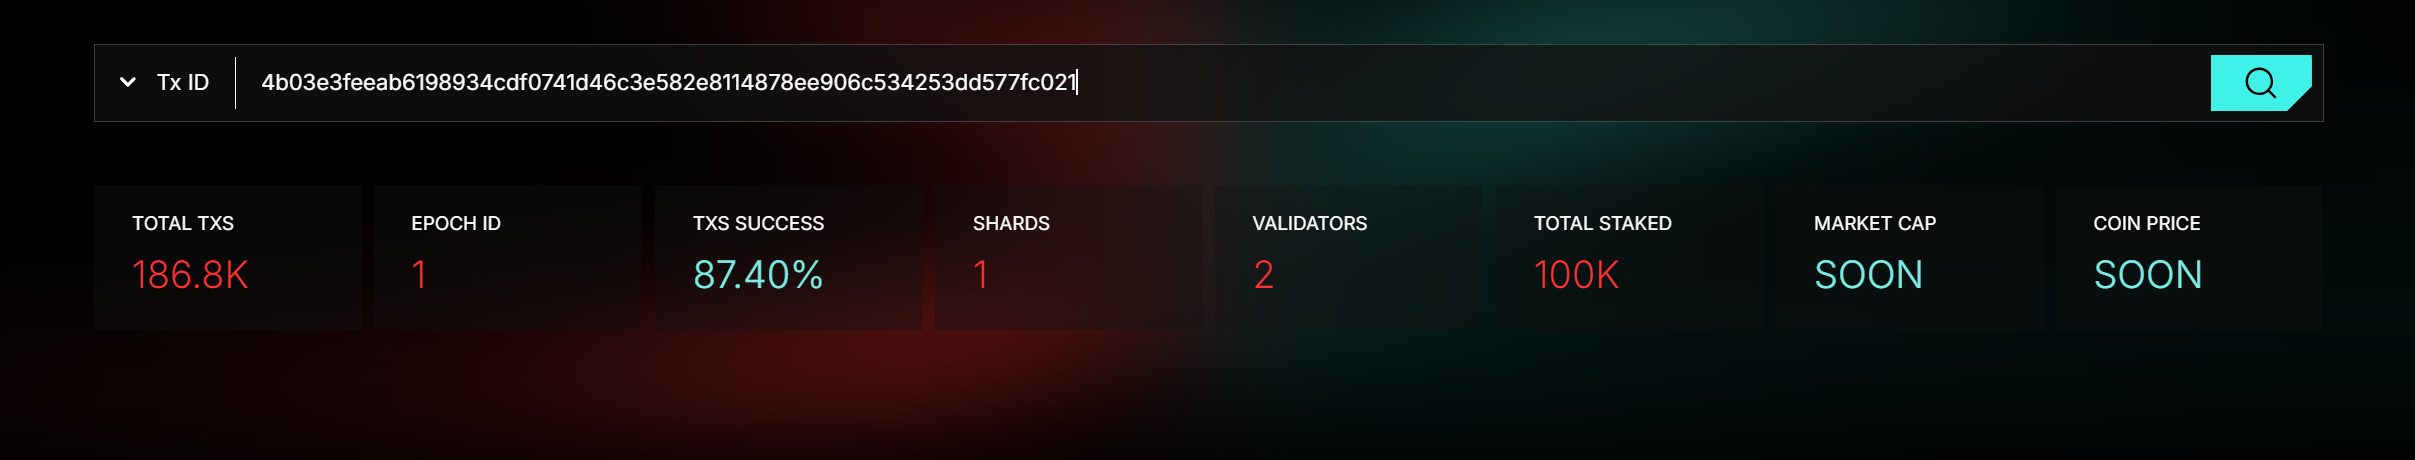 Tx ID 4b03e3feeab6198934cdf0741d46c3e582e8114878ee906c534253dd577fc021
TOTAL TXS
186.8K
EPOCH ID
1
TXS SUCCESS
87.40%
SHARDS
1
VALIDATORS
2
TOTAL STAKED
100K
MARKET CAP
SOON
COIN PRICE
SOON